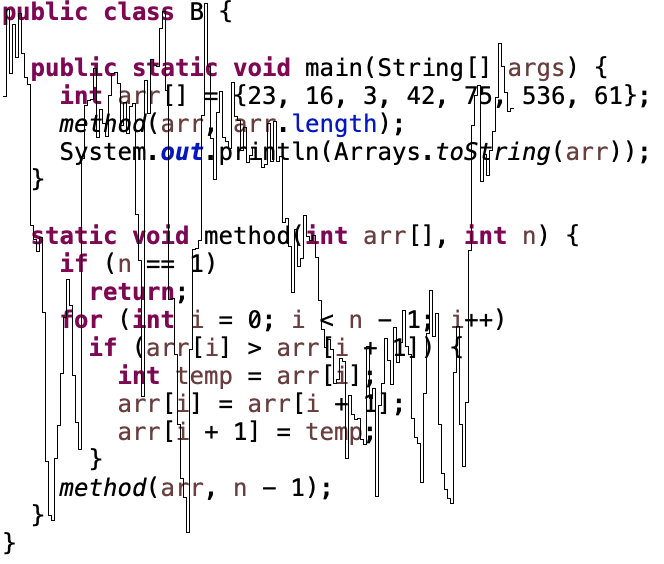 public class B {
public static void main(String[] args) {
int arr[] = {23, 16, 3, 42, 75, 536, 61};
method(arr, arr.length);
System.out.println(Arrays.toString(arr));
}
static void method(int arr[], int n) {
if (n == 1)
return;
for (int i = 0; i < n - 1; i++)
if (arr[i] > arr[i + 1]) {
int temp = arr[i];
arr[i] = arr[i + 1];
arr[i + 1] = temp;
}
method(arr, n - 1);
}
}